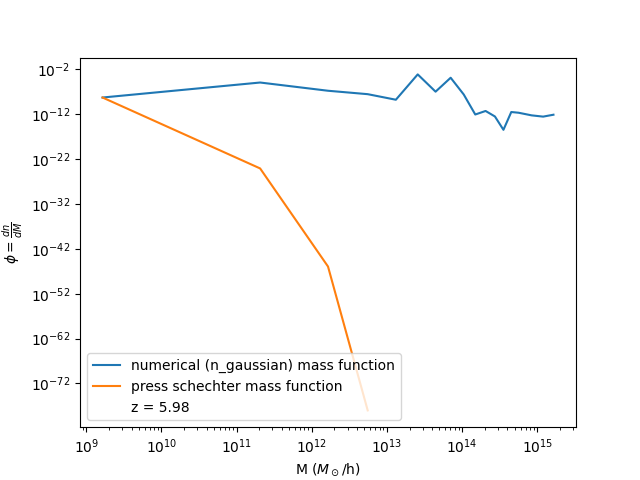 10^{-2}
10^{-12}
10^{-22}
10^{-32}
10^{-42}
10^{-52}
10^{-62}
10^{-72}
ϕ = dn/dM
numerical (n_gaussian) mass function
press schechter mass function
z = 5.98
10^9 10^{10} 10^{11} 10^{12} 10^{13} 10^{14} 10^{15}
M (M_⊙/h)